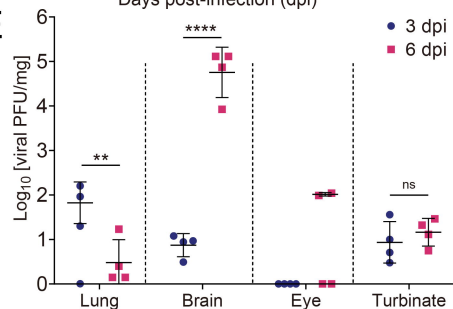 Days post-infection (dpi)
6
5
4
3
2
1
0
Log10 [viral PFU/mg]
3 dpi
6 dpi
**
****
ns
Lung
Brain
Eye
Turbinate